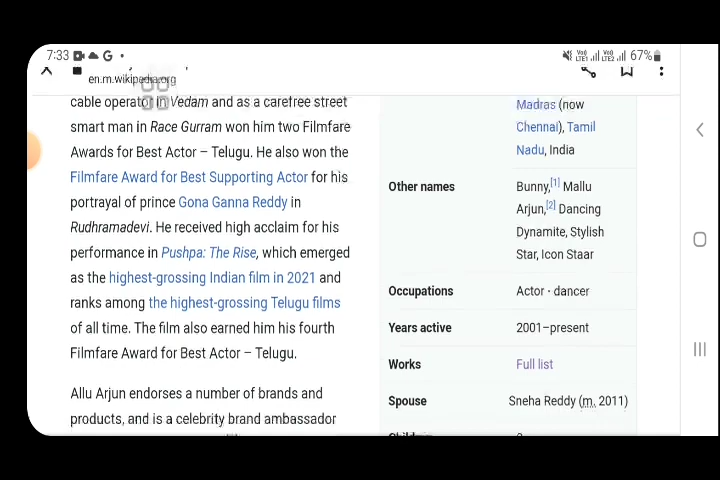 7:33
67%
en.m.wikipedia.org
cable operator in Vedam and as a carefree street
smart man in Race Gurram won him two Filmfare
Awards for Best Actor – Telugu. He also won the
Filmfare Award for Best Supporting Actor for his
portrayal of prince Gona Ganna Reddy in
Rudhramadevi. He received high acclaim for his
performance in Pushpa: The Rise, which emerged
as the highest-grossing Indian film in 2021 and
ranks among the highest-grossing Telugu films
of all time. The film also earned him his fourth
Filmfare Award for Best Actor – Telugu.
Allu Arjun endorses a number of brands and
products, and is a celebrity brand ambassador
Madras (now
Chennai), Tamil
Nadu, India
Other names
Bunny,[1] Mallu
Arjun,[2] Dancing
Dynamite, Stylish
Star, Icon Staar
Occupations
Actor · dancer
Years active
2001–present
Works
Full list
Spouse
Sneha Reddy (m. 2011)